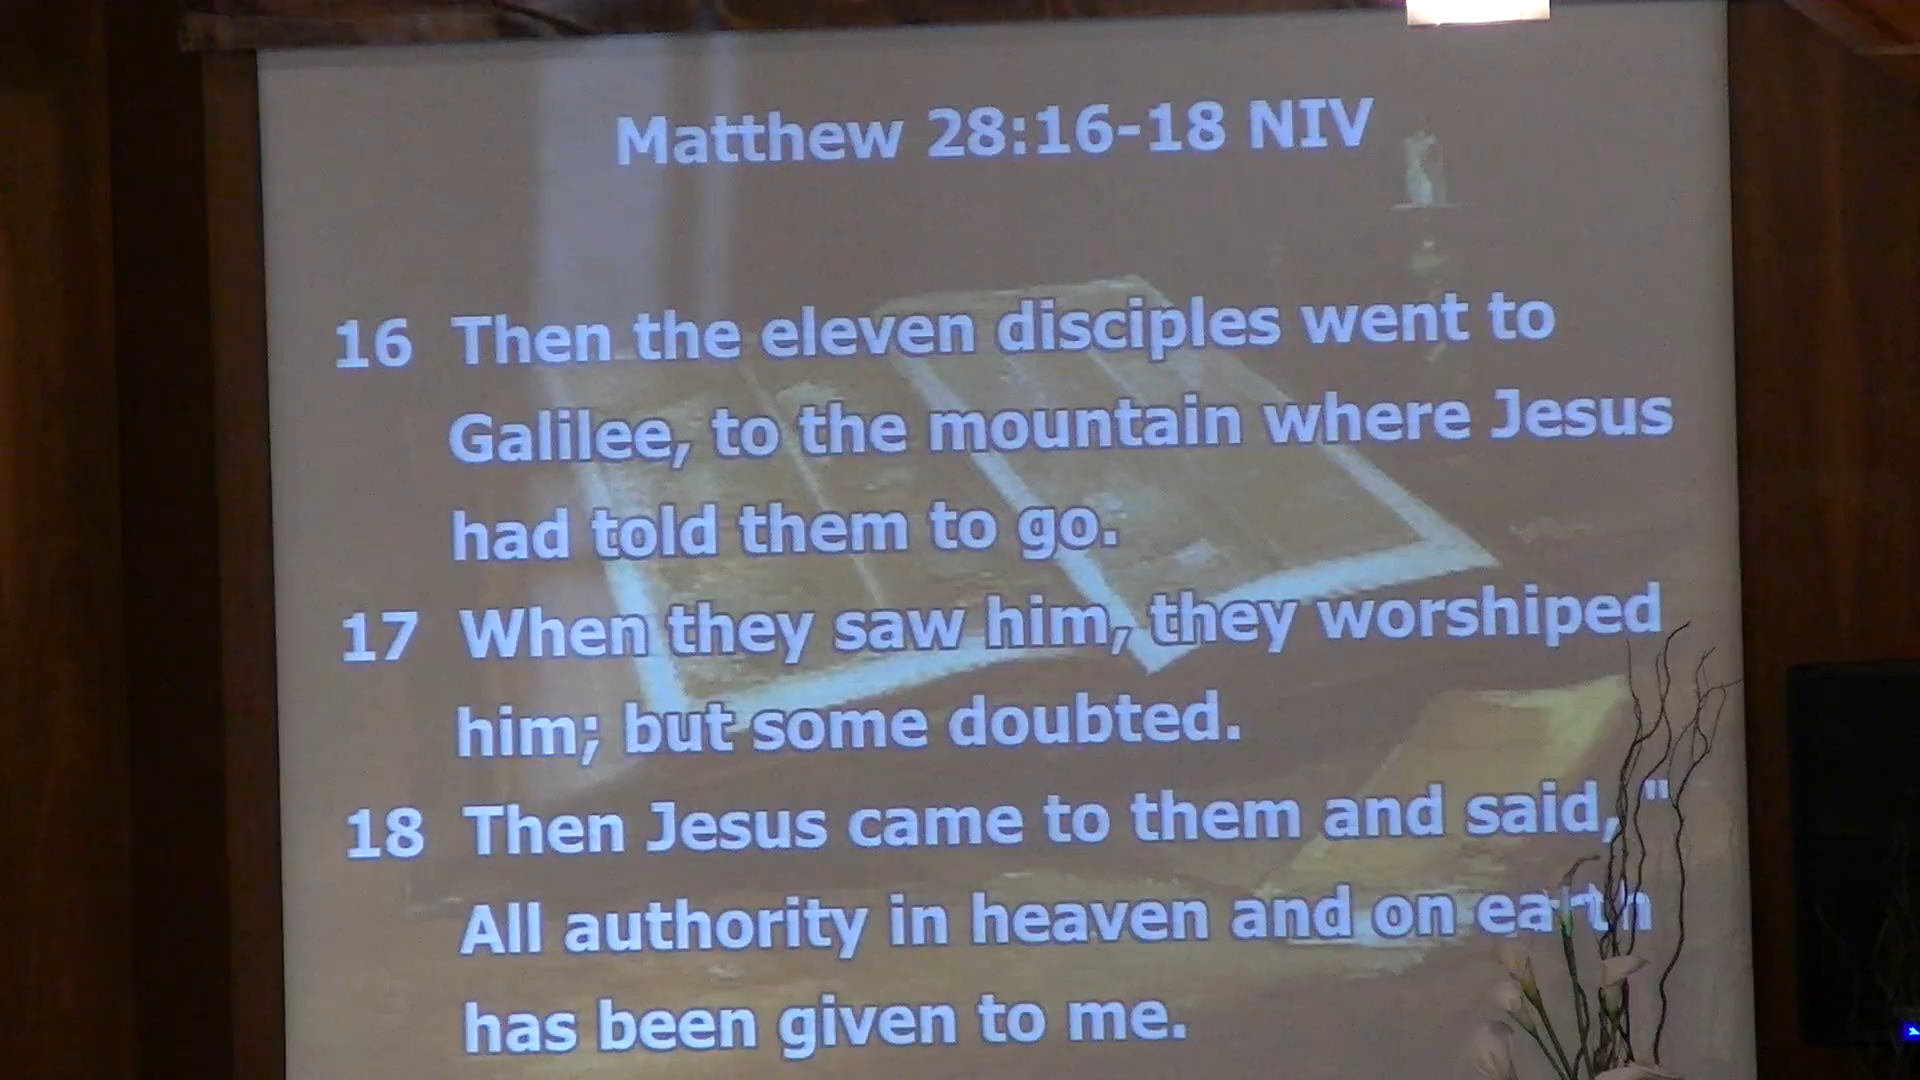 Matthew 28:16-18 NIV
16 Then the eleven disciples went to
Galilee, to the mountain where Jesus
had told them to go.
17 When they saw him, they worshiped
him; but some doubted.
18 Then Jesus came to them and said, "
All authority in heaven and on earth
has been given to me.